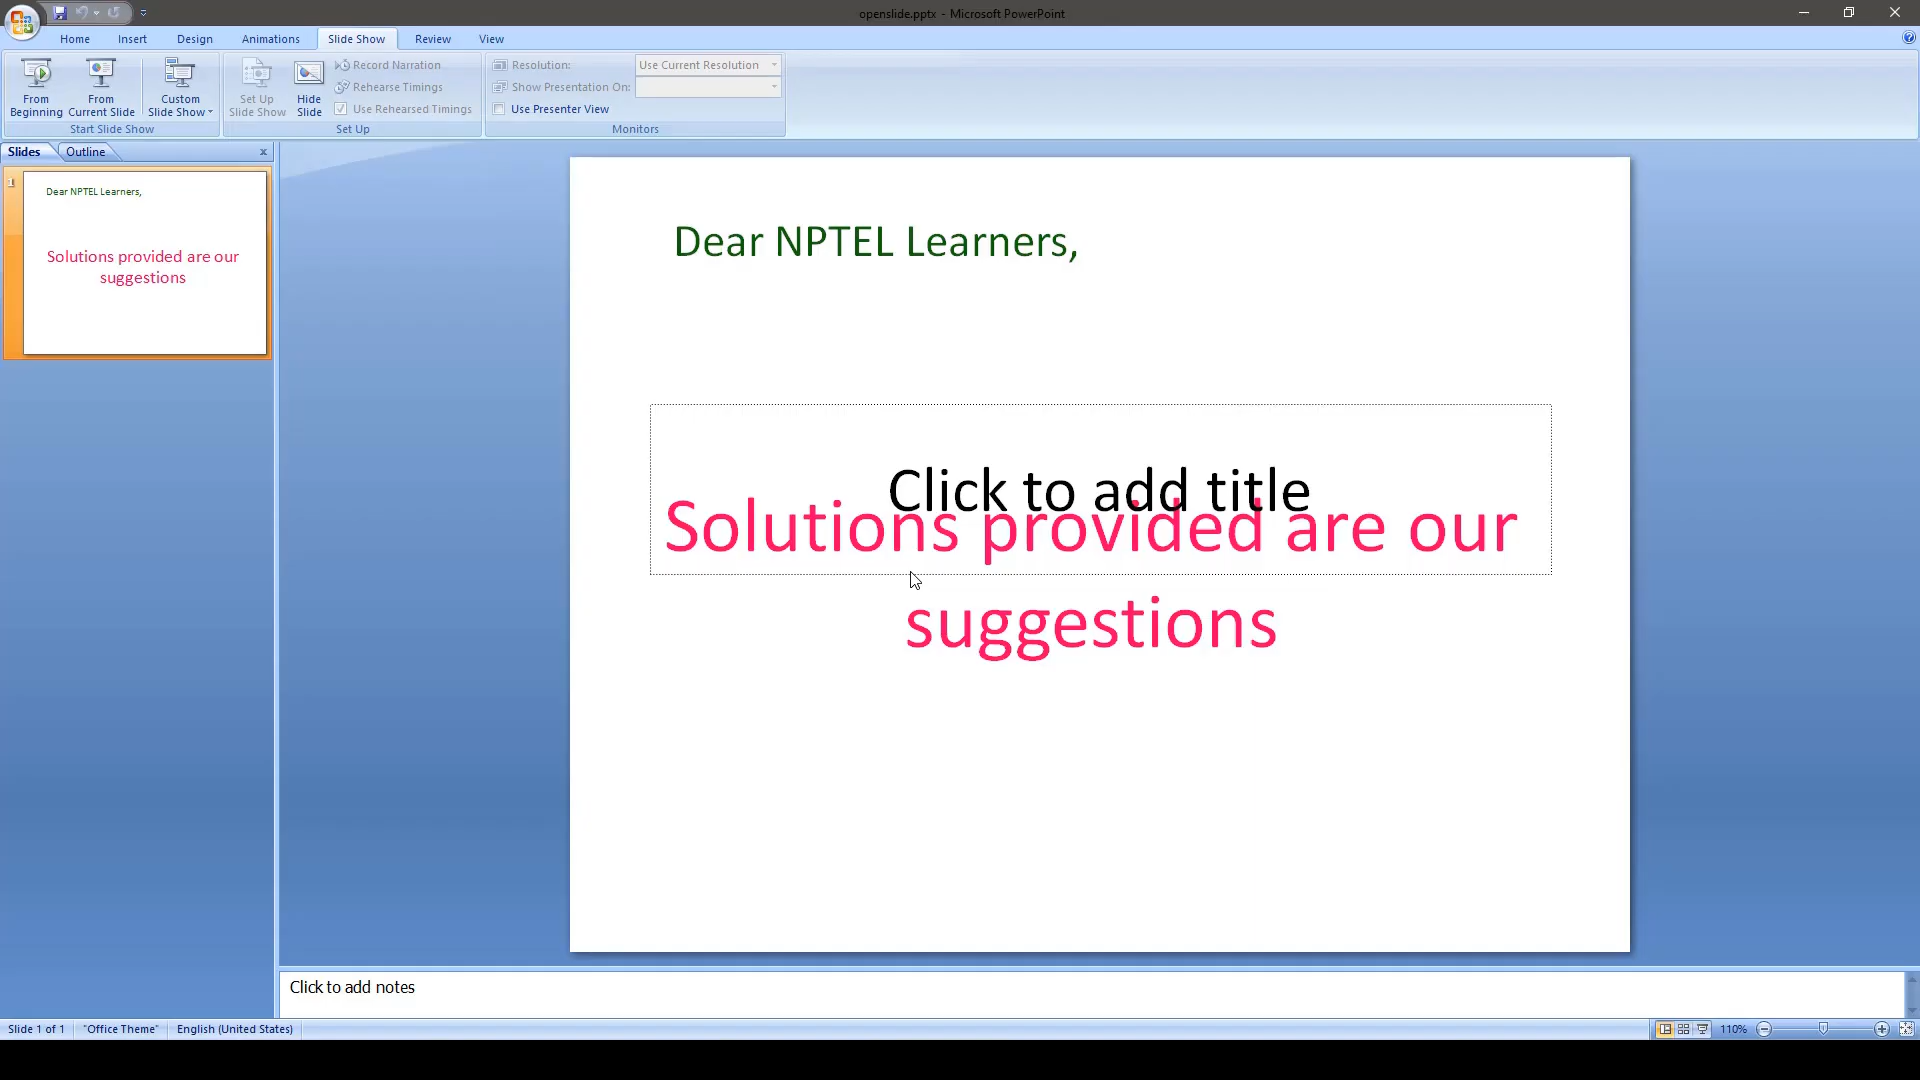 openslide.pptx - Microsoft PowerPoint
Home Insert Design Animations Slide Show Review View
From Beginning
From Current Slide
Custom Slide Show
Start Slide Show
Set Up Slide Show
Hide Slide
Record Narration
Rehearse Timings
Use Rehearsed Timings
Set Up
Resolution: Use Current Resolution
Show Presentation On:
Use Presenter View
Monitors
Slides Outline x
1
Dear NPTEL Learners,
Solutions provided are our
suggestions
Dear NPTEL Learners,
Click to add title
Solutions provided are our
suggestions
Click to add notes
Slide 1 of 1 "Office Theme" English (United States) 110%